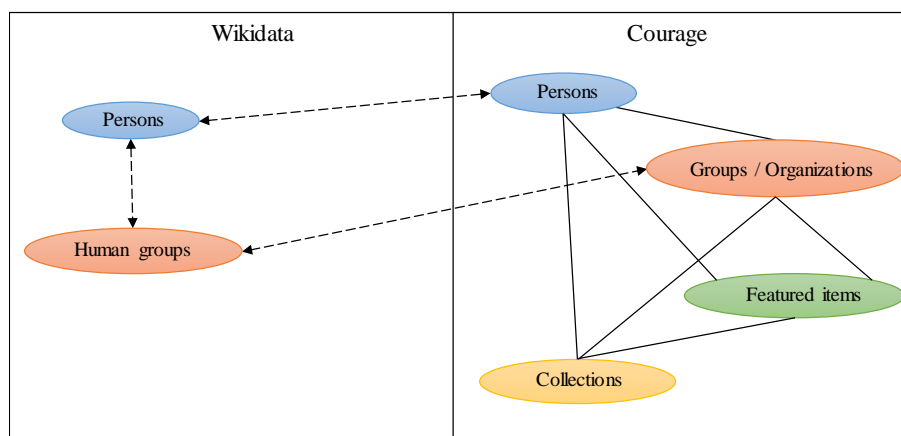 Wikidata
Persons
Human groups
Courage
Persons
Groups / Organizations
Featured items
Collections